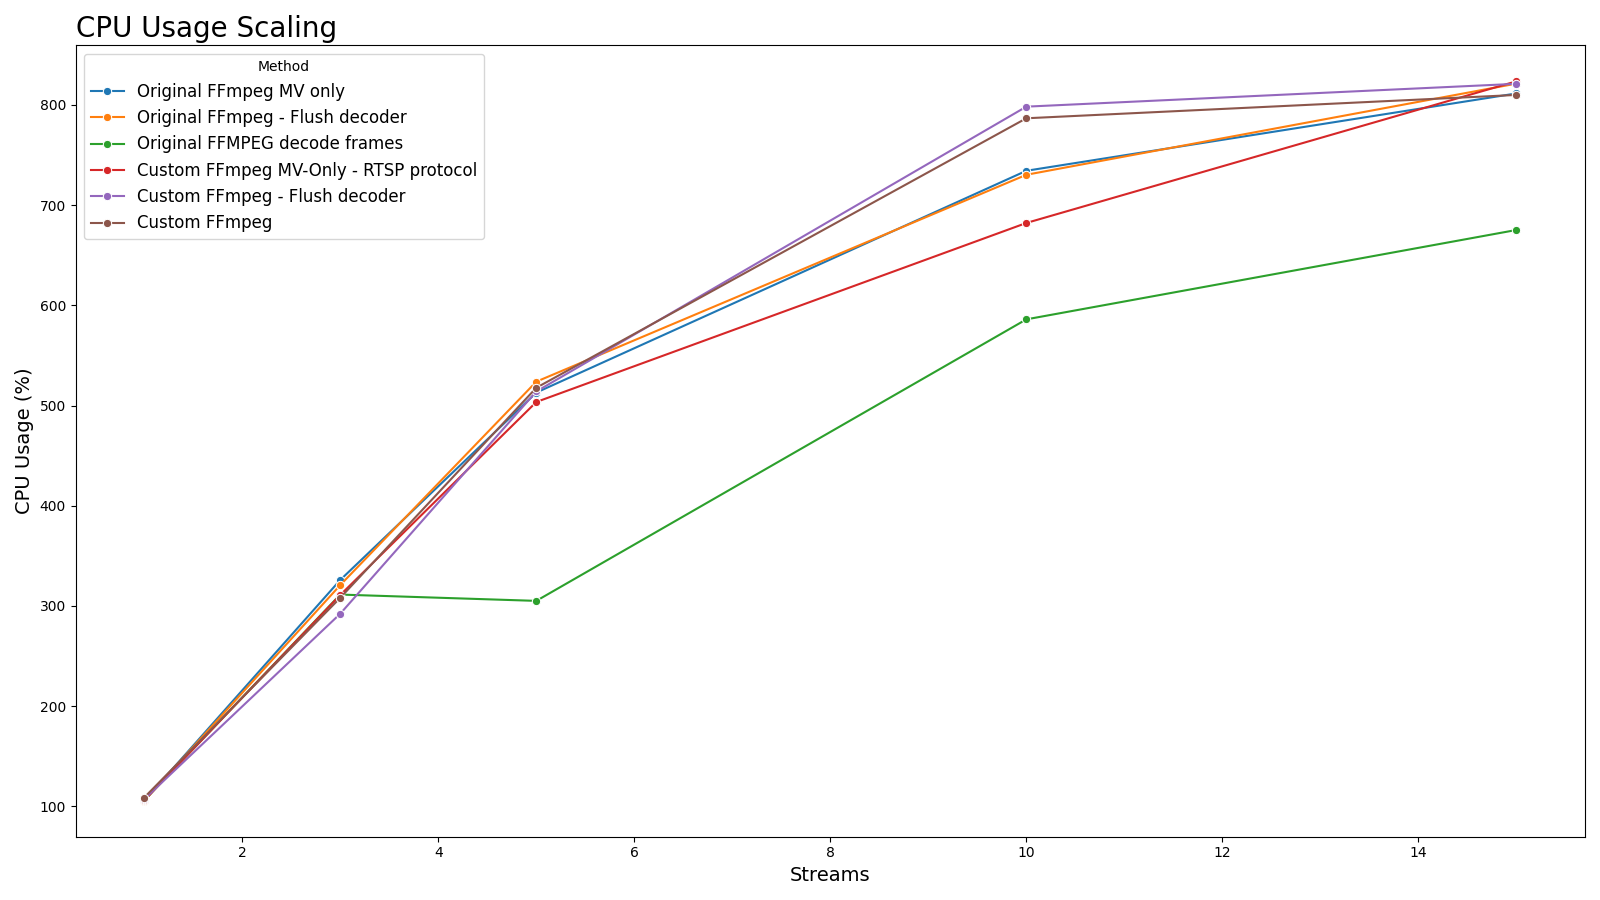 CPU Usage Scaling
Method
Original FFmpeg MV only
Original FFmpeg - Flush decoder
Original FFMPEG decode frames
Custom FFmpeg MV-Only - RTSP protocol
Custom FFmpeg - Flush decoder
Custom FFmpeg
CPU Usage (%)
800
700
600
500
400
300
200
100
2 4 6 8 10 12 14
Streams